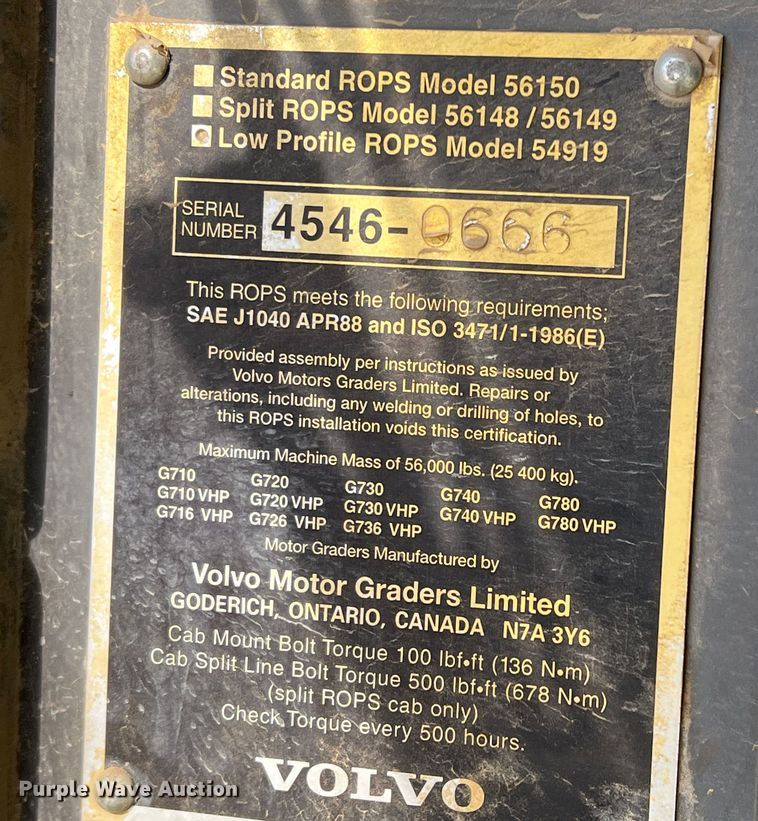 Standard ROPS Model 56150
Split ROPS Model 56148 / 56149
Low Profile ROPS Model 54919
SERIAL NUMBER 4546-0666
This ROPS meets the following requirements;
SAE J1040 APR88 and ISO 3471/1-1986(E)
Provided assembly per instructions as issued by
Volvo Motors Graders Limited. Repairs or
alterations, including any welding or drilling of holes, to
this ROPS installation voids this certification.
Maximum Machine Mass of 56,000 lbs. (25 400 kg).
G710 G720 G730 G740 G780
G710 VHP G720 VHP G730 VHP G740 VHP G780 VHP
G716 VHP G726 VHP G736 VHP
Motor Graders Manufactured by
Volvo Motor Graders Limited
GODERICH, ONTARIO, CANADA N7A 3Y6
Cab Mount Bolt Torque 100 lbf•ft (136 N•m)
Cab Split Line Bolt Torque 500 lbf•ft (678 N•m)
(split ROPS cab only)
Check Torque every 500 hours.
VOLVO
Purple Wave Auction